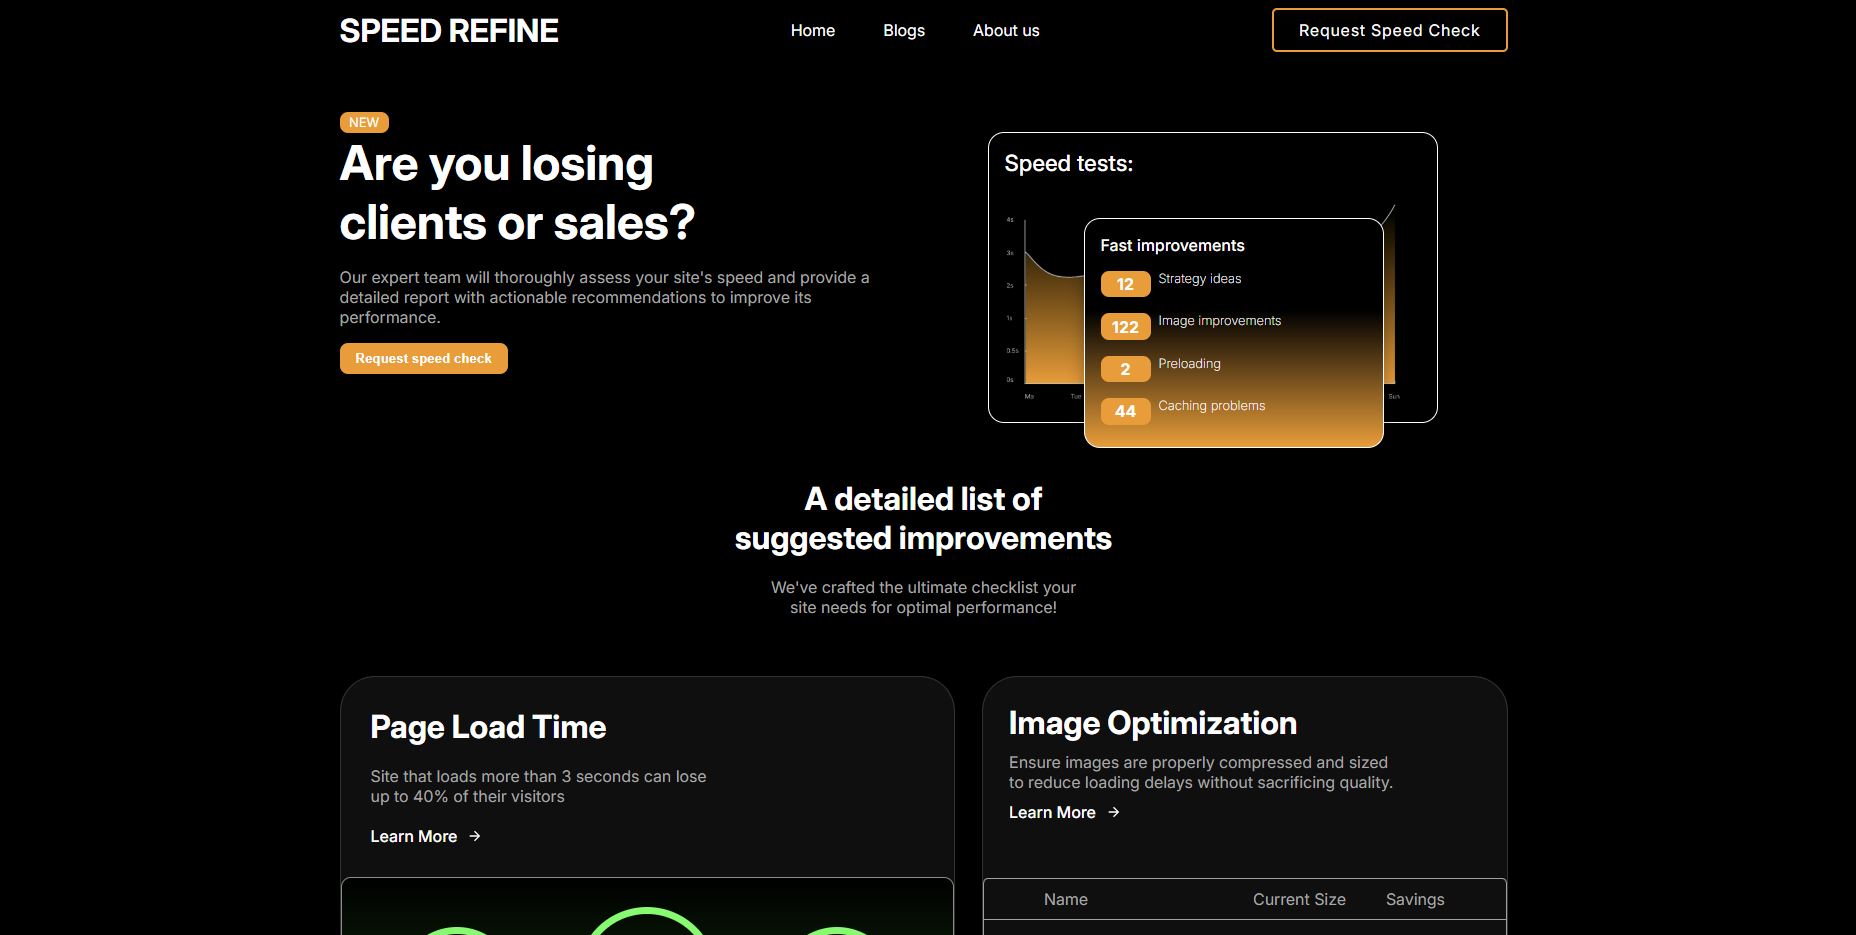 SPEED REFINE
Home
Blogs
About us
Request Speed Check
NEW
Are you losing
clients or sales?
Our expert team will thoroughly assess your site's speed and provide a
detailed report with actionable recommendations to improve its
performance.
Request speed check
Speed tests:
4s
3s
2s
1s
0.5s
0s
Mo
Tue
Sun
Fast improvements
12 Strategy ideas
122 Image improvements
2 Preloading
44 Caching problems
A detailed list of
suggested improvements
We've crafted the ultimate checklist your
site needs for optimal performance!
Page Load Time
Site that loads more than 3 seconds can lose
up to 40% of their visitors
Learn More →
Image Optimization
Ensure images are properly compressed and sized
to reduce loading delays without sacrificing quality.
Learn More →
Name Current Size Savings